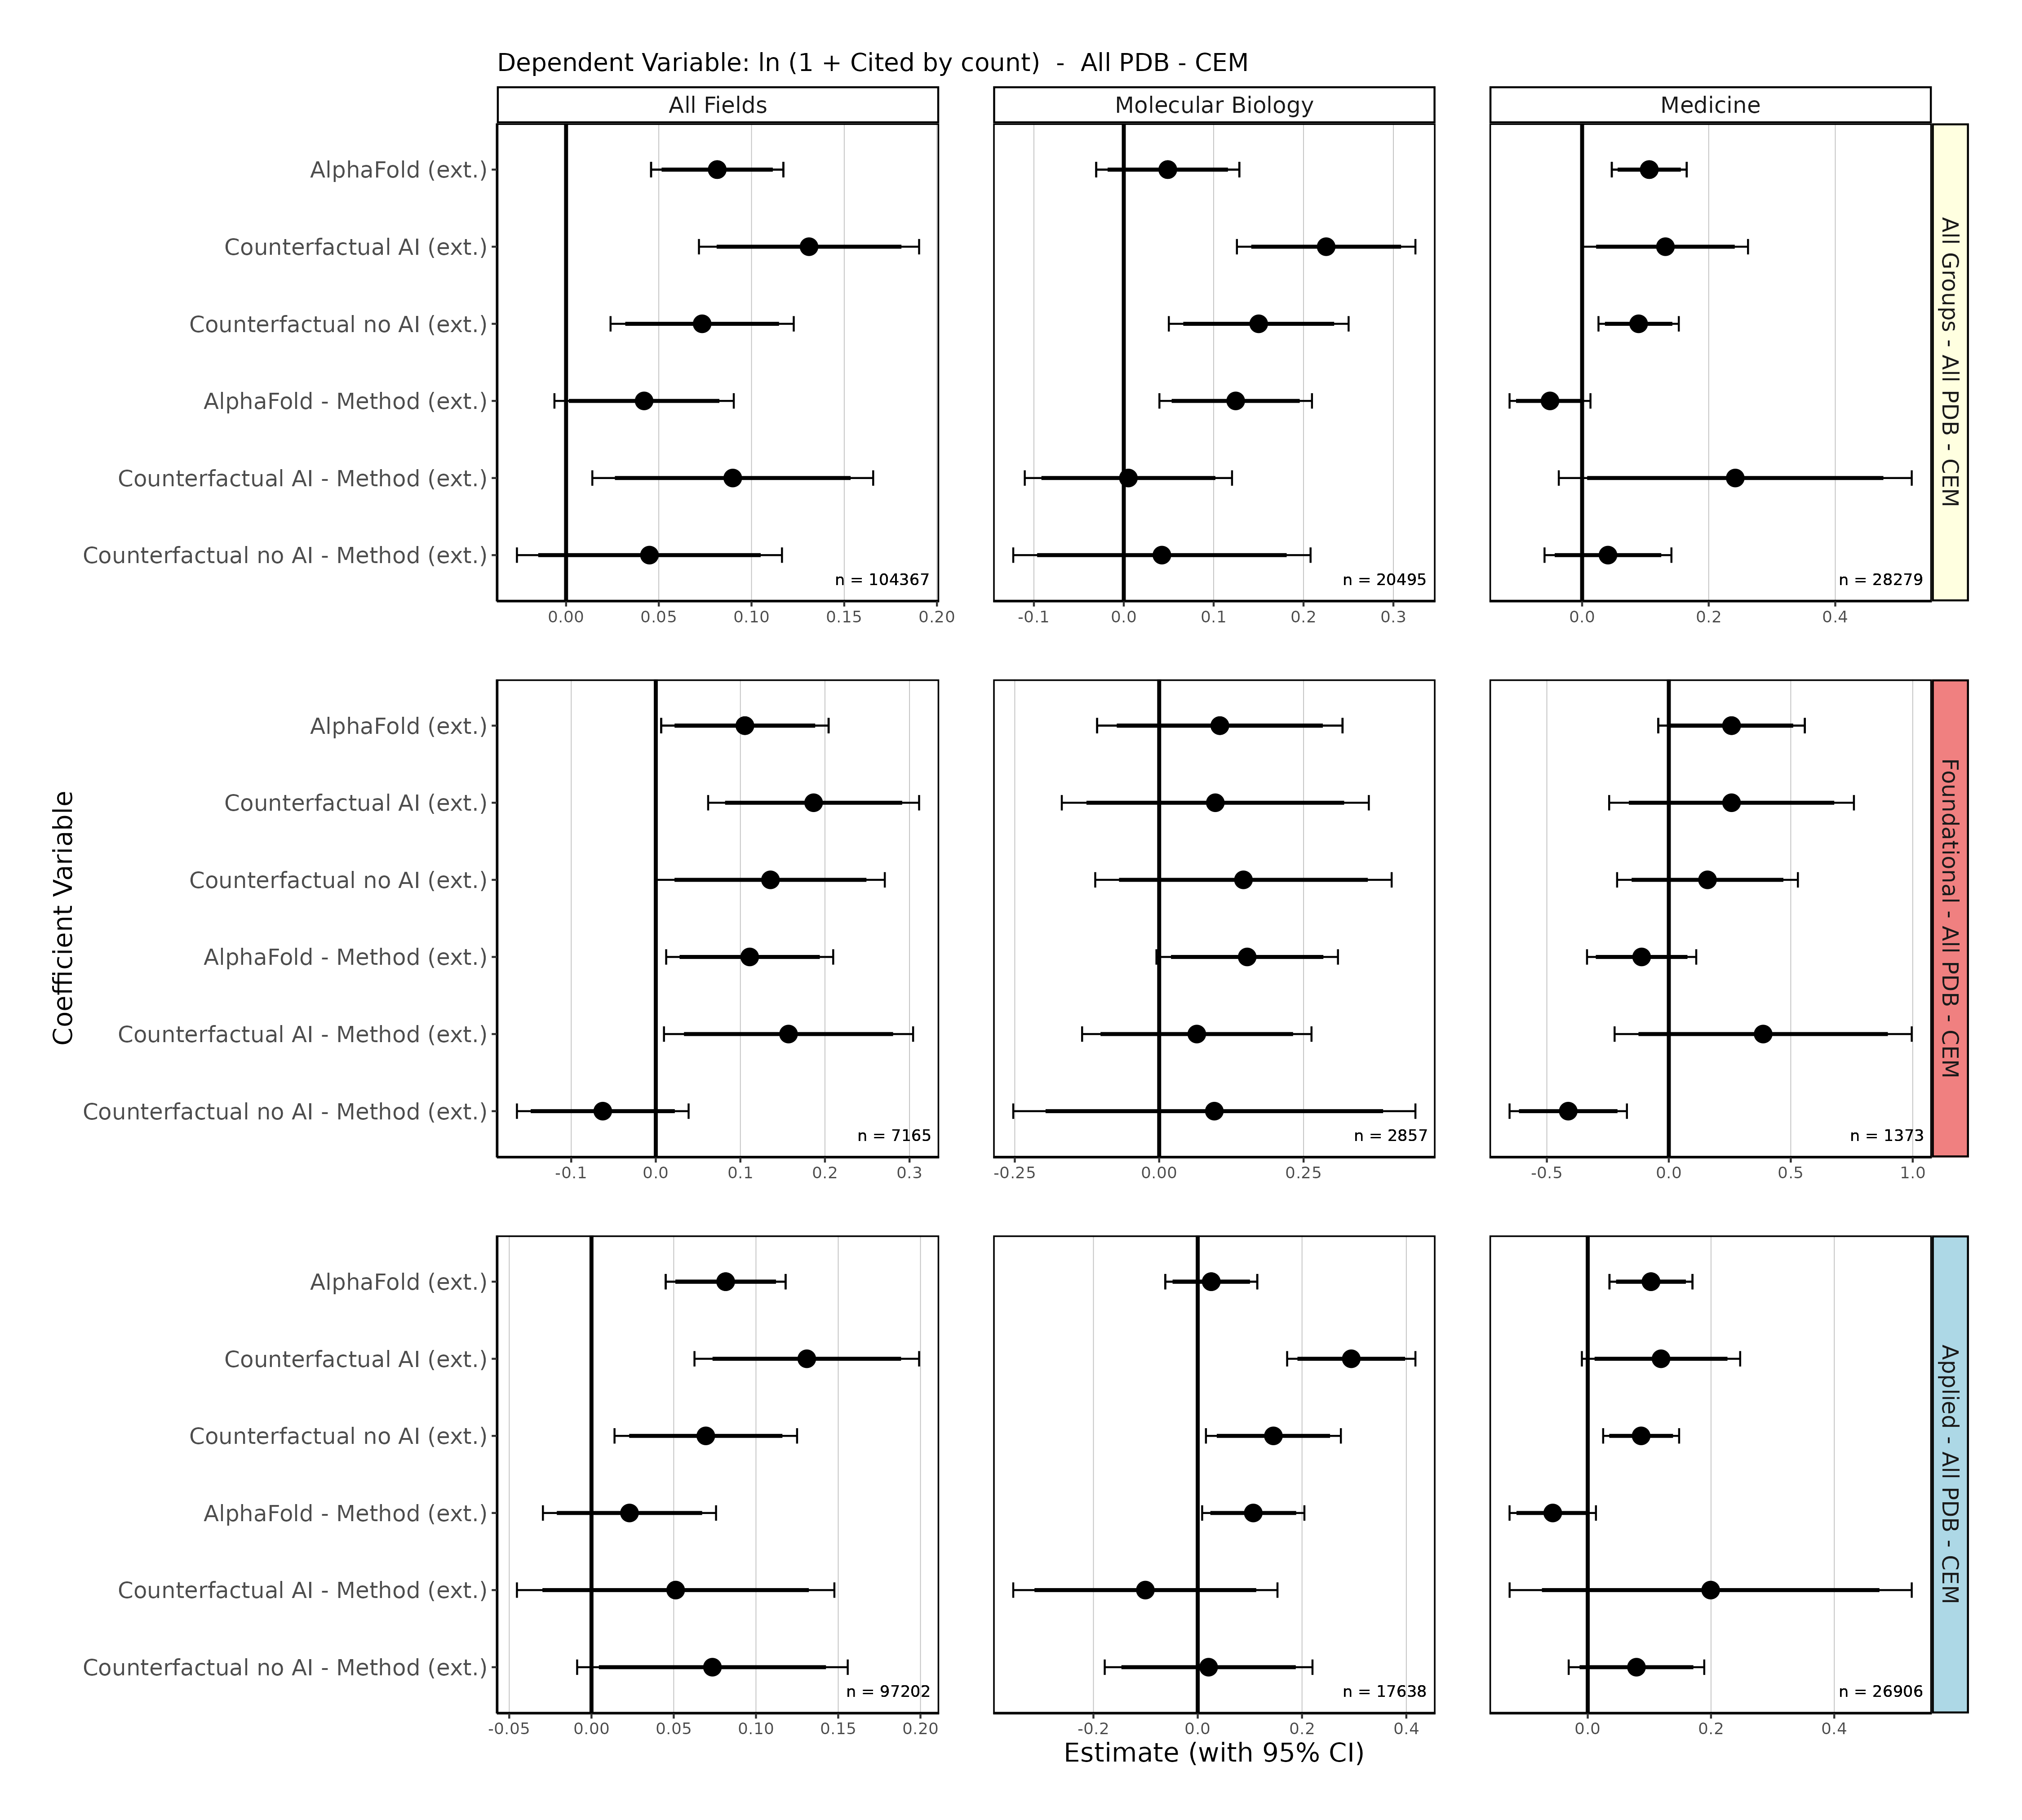 Dependent Variable: ln (1 + Cited by count)  -  All PDB - CEM
All Fields
Molecular Biology
Medicine
AlphaFold (ext.)
Counterfactual AI (ext.)
Counterfactual no AI (ext.)
AlphaFold - Method (ext.)
Counterfactual AI - Method (ext.)
Counterfactual no AI - Method (ext.)
n = 104367
n = 20495
n = 28279
0.00 0.05 0.10 0.15 0.20
-0.1 0.0 0.1 0.2 0.3
0.0 0.2 0.4
All Groups - All PDB - CEM
Coefficient Variable
AlphaFold (ext.)
Counterfactual AI (ext.)
Counterfactual no AI (ext.)
AlphaFold - Method (ext.)
Counterfactual AI - Method (ext.)
Counterfactual no AI - Method (ext.)
n = 7165
n = 2857
n = 1373
-0.1 0.0 0.1 0.2 0.3
-0.25 0.00 0.25
-0.5 0.0 0.5 1.0
Foundational - All PDB - CEM
AlphaFold (ext.)
Counterfactual AI (ext.)
Counterfactual no AI (ext.)
AlphaFold - Method (ext.)
Counterfactual AI - Method (ext.)
Counterfactual no AI - Method (ext.)
n = 97202
n = 17638
n = 26906
-0.05 0.00 0.05 0.10 0.15 0.20
-0.2 0.0 0.2 0.4
0.0 0.2 0.4
Applied - All PDB - CEM
Estimate (with 95% CI)